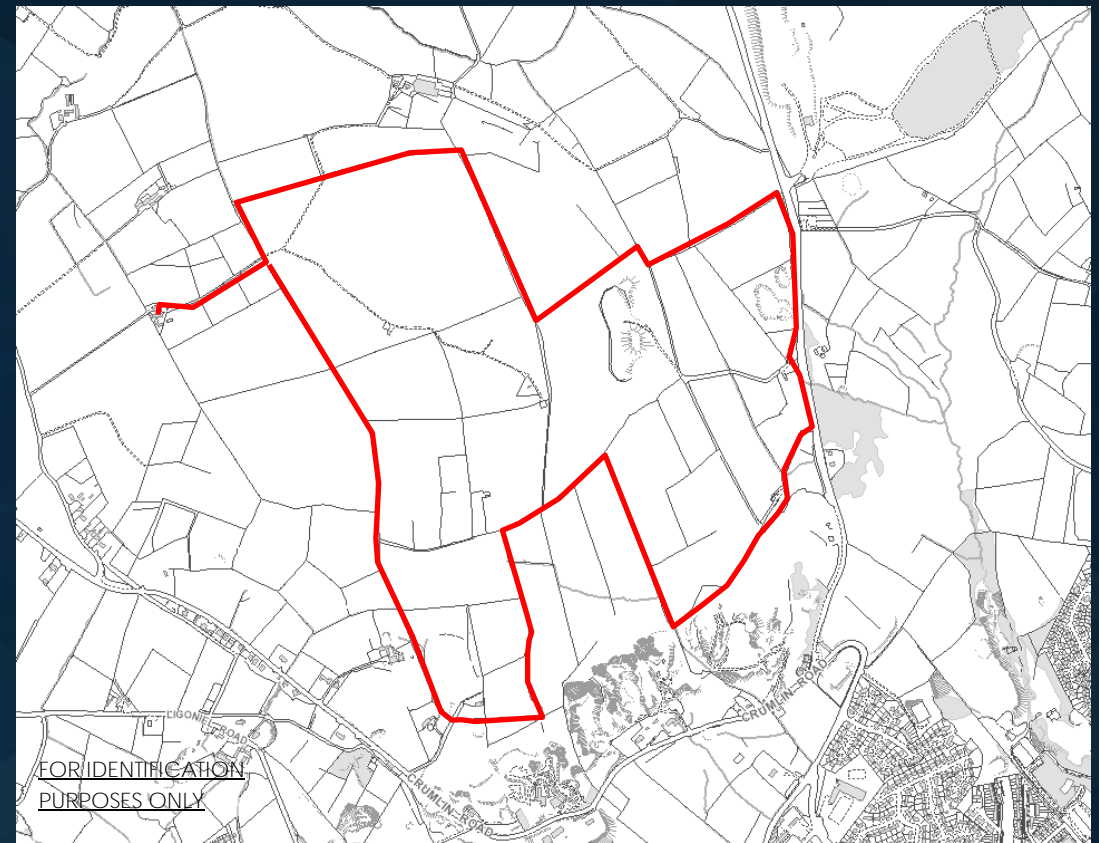 CRUMLIN-ROAD
LIGONIEL
ROAD
CRUMLIN-ROAD
FOR IDENTIFICATION
PURPOSES ONLY